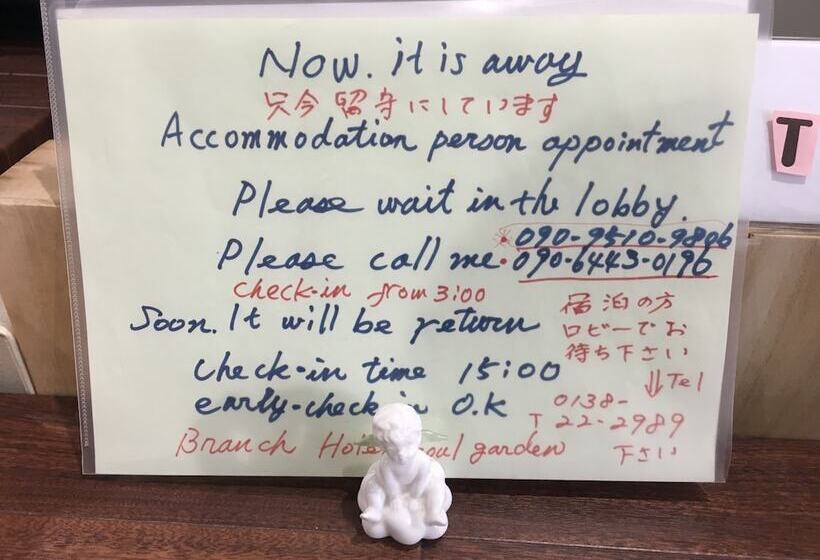 Now. it is away
只今留守にしています
Accommodation person appointment
Please wait in the lobby.
090-9510-9806
Please call me. 090-6443-0196
check-in from 3:00
Soon. It will be return
宿泊の方
ロビーでお
待ち下さい
check-in time 15:00
⇓Tel
early-check in O.K
0138-
T 22-2989
Branch Hotel Soul garden
下さい
T